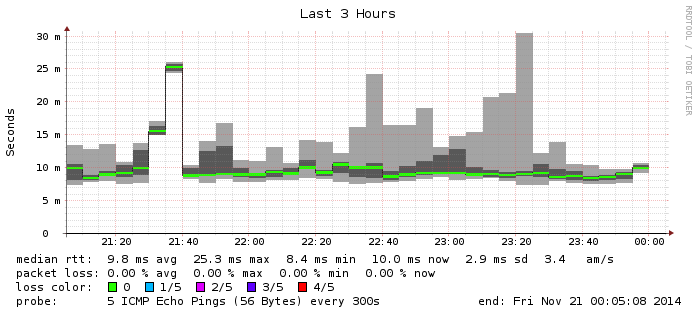 Last 3 Hours
RRDTOOL / TOBI OETIKER
Seconds
30 m
25 m
20 m
15 m
10 m
5 m
0
21:20 21:40 22:00 22:20 22:40 23:00 23:20 23:40 00:00
median rtt: 9.8 ms avg 25.3 ms max 8.4 ms min 10.0 ms now 2.9 ms sd 3.4 am/s
packet loss: 0.00 % avg 0.00 % max 0.00 % min 0.00 % now
loss color: 0 1/5 2/5 3/5 4/5
probe: 5 ICMP Echo Pings (56 Bytes) every 300s end: Fri Nov 21 00:05:08 2014